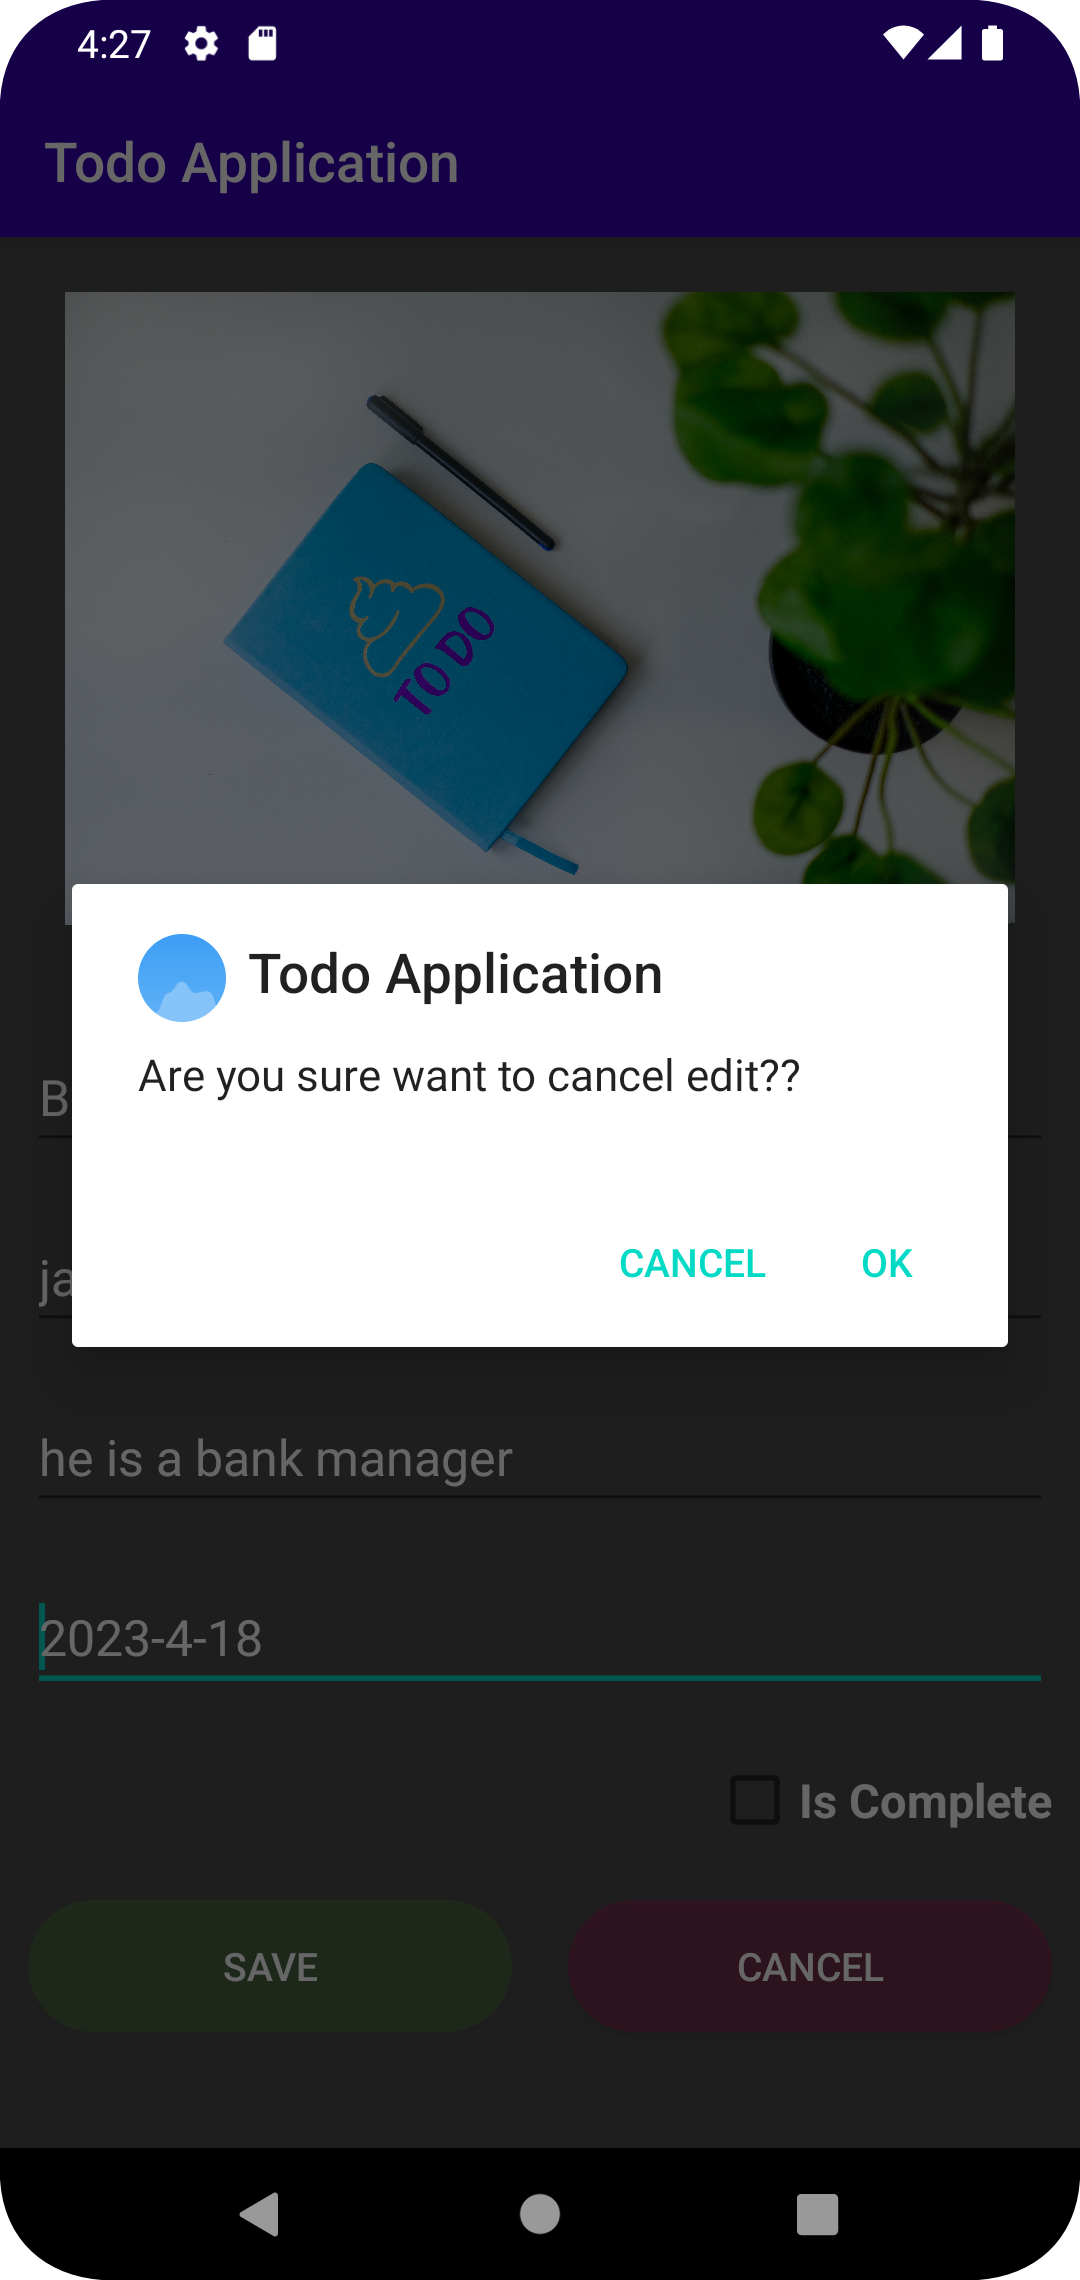 4:27
Todo Application
TO DO
Todo Application
Are you sure want to cancel edit??
CANCEL OK
B
ja
he is a bank manager
2023-4-18
Is Complete
SAVE CANCEL